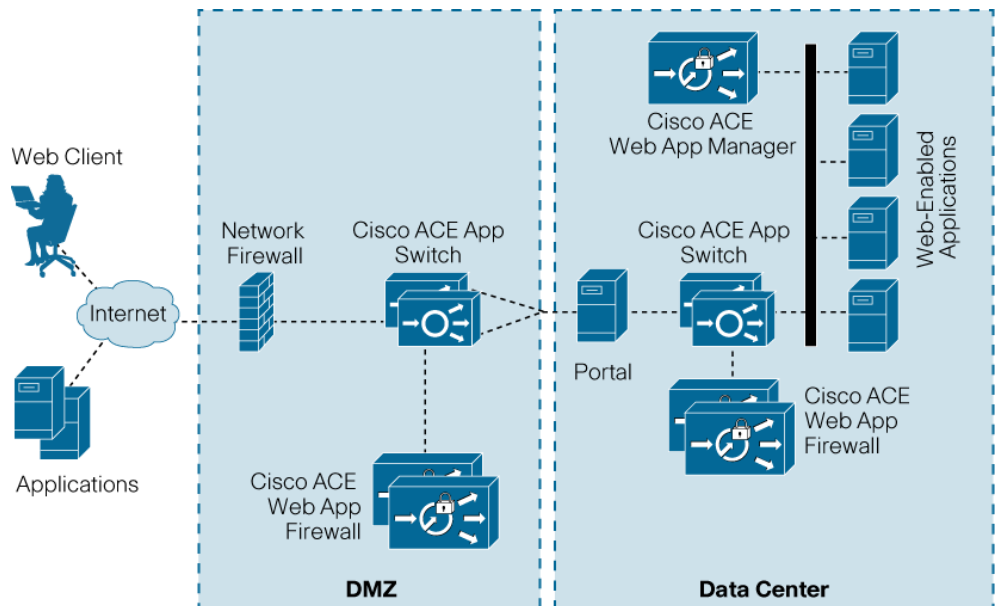 Web Client
Internet
Applications
Network
Firewall
Cisco ACE App
Switch
Cisco ACE
Web App
Firewall
DMZ
Cisco ACE
Web App Manager
Web-Enabled
Applications
Portal
Cisco ACE App
Switch
Cisco ACE
Web App
Firewall
Data Center